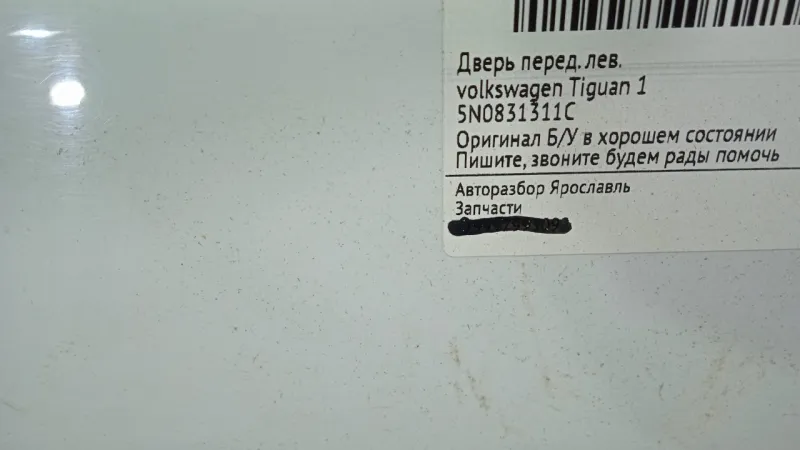 Дверь перед. лев.
volkswagen Tiguan 1
5N0831311C
Оригинал Б/У в хорошем состоянии
Пишите, звоните будем рады помочь
Авторазбор Ярославль
Запчасти